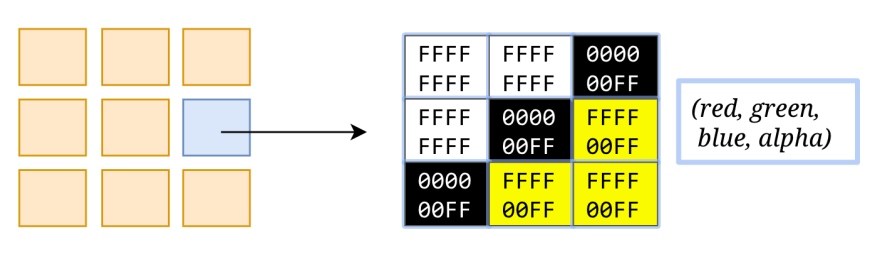 FFFF FFFF 0000
FFFF FFFF 00FF
FFFF 0000 FFFF
FFFF 00FF 00FF
0000 FFFF FFFF
00FF 00FF 00FF
(red, green,
blue, alpha)